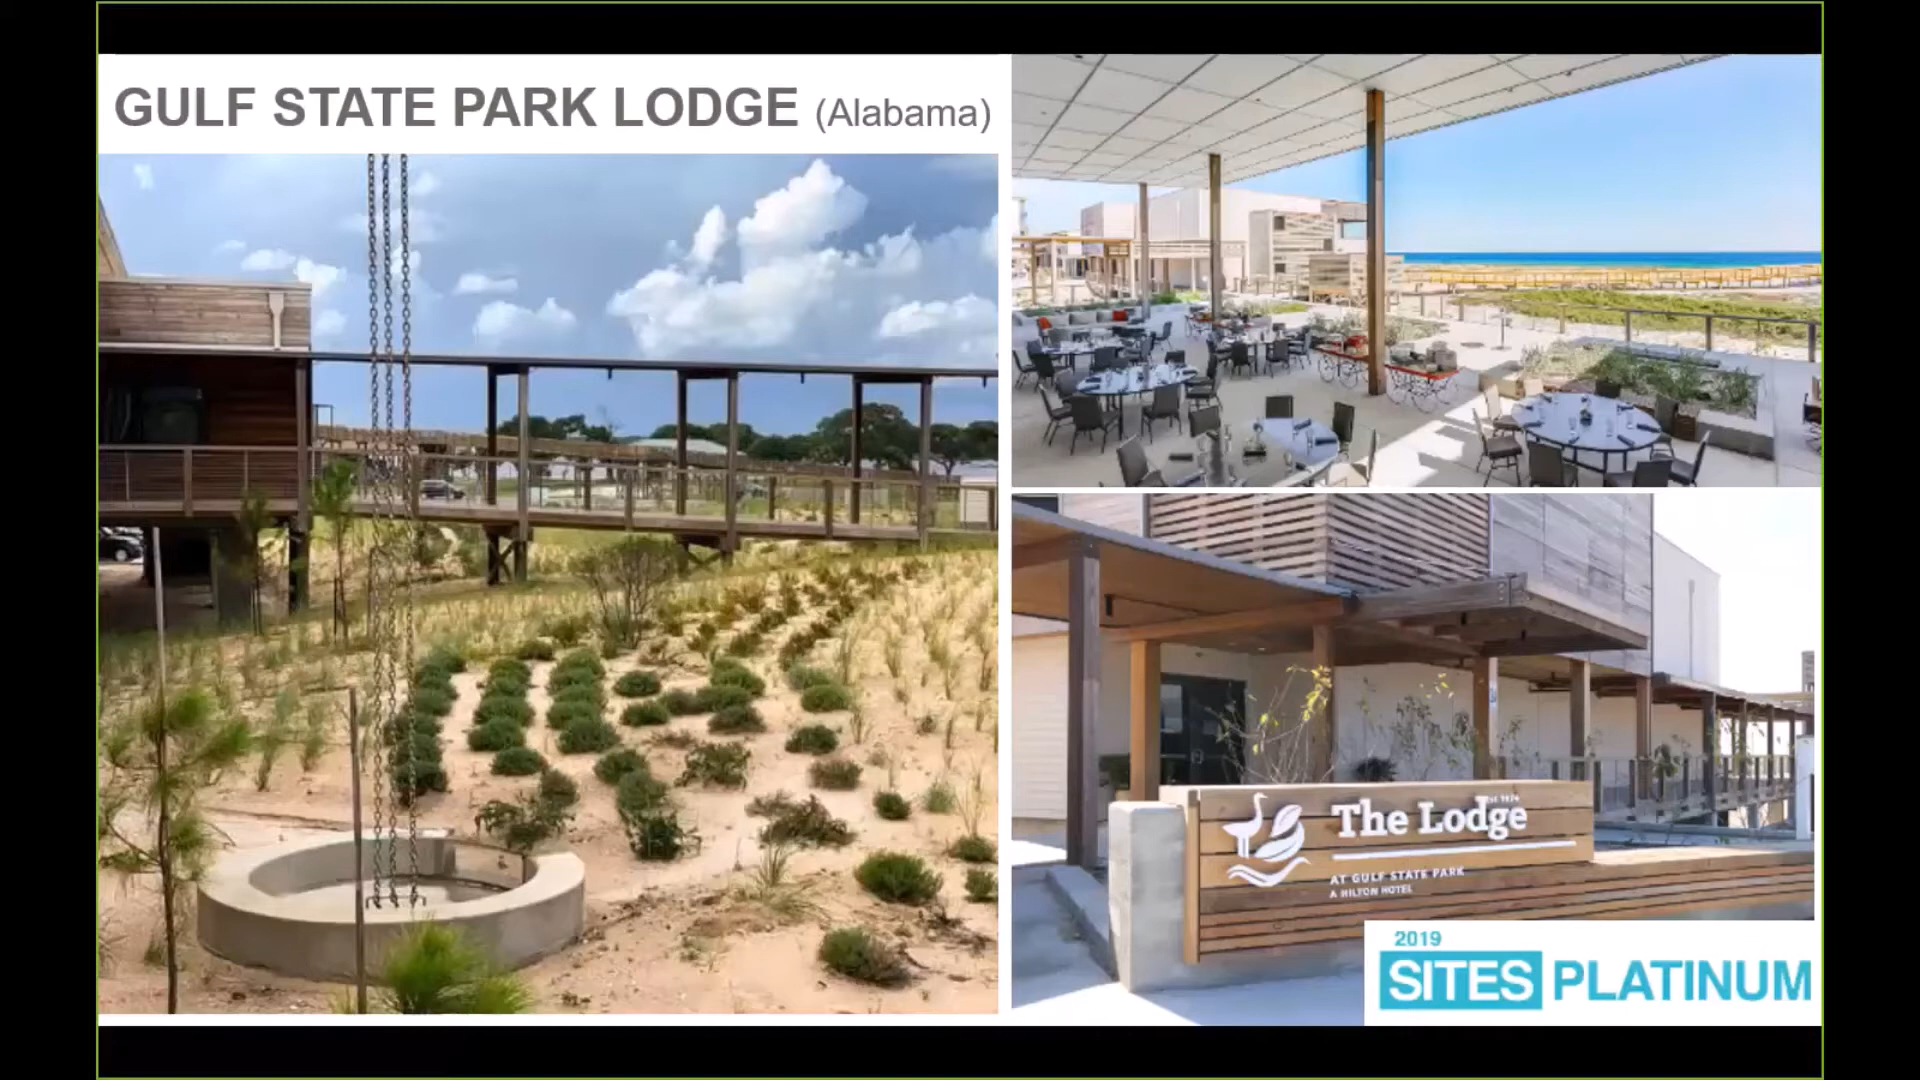 GULF STATE PARK LODGE (Alabama)
The Lodge
AT GULF STATE PARK
A HILTON HOTEL
2019
SITES PLATINUM